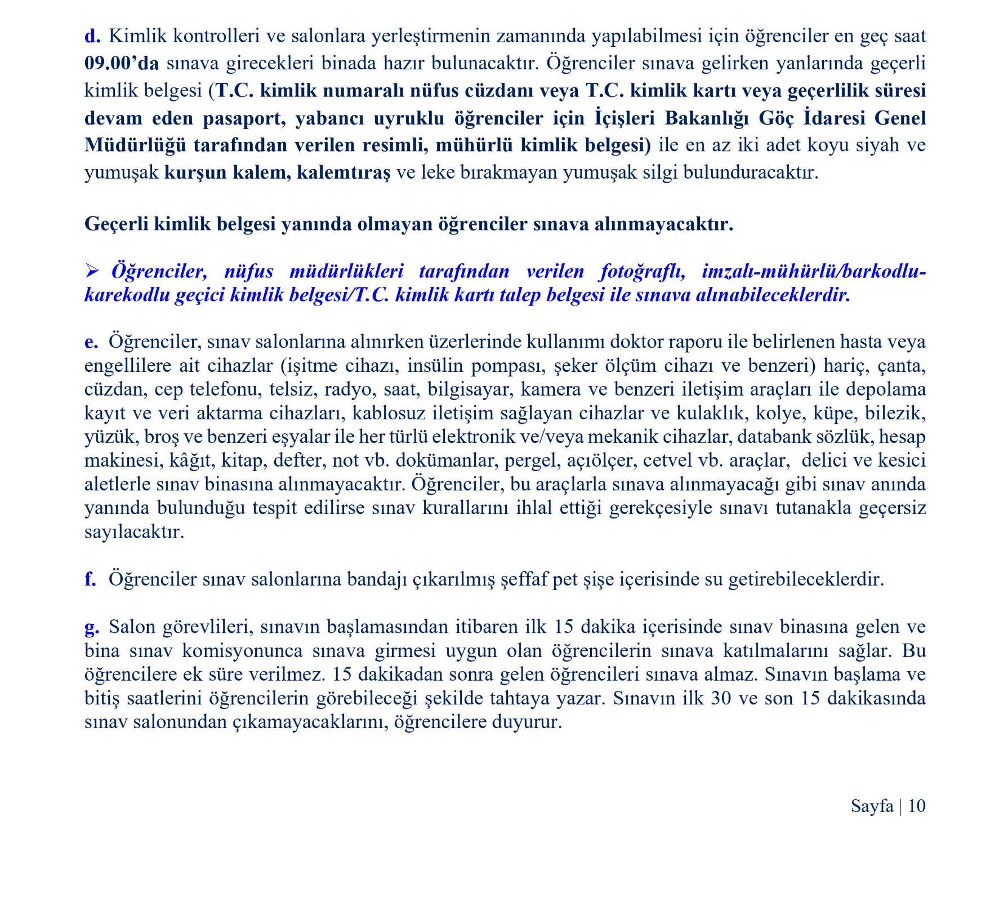 d. Kimlik kontrolleri ve salonlara yerleştirmenin zamanında yapılabilmesi için öğrenciler en geç saat
09.00’da sınava girecekleri binada hazır bulunacaktır. Öğrenciler sınava gelirken yanlarında geçerli
kimlik belgesi (T.C. kimlik numaralı nüfus cüzdanı veya T.C. kimlik kartı veya geçerlilik süresi
devam eden pasaport, yabancı uyruklu öğrenciler için İçişleri Bakanlığı Göç İdaresi Genel
Müdürlüğü tarafından verilen resimli, mühürlü kimlik belgesi) ile en az iki adet koyu siyah ve
yumuşak kurşun kalem, kalemtıraş ve leke bırakmayan yumuşak silgi bulunduracaktır.
Geçerli kimlik belgesi yanında olmayan öğrenciler sınava alınmayacaktır.
➢ Öğrenciler, nüfus müdürlükleri tarafından verilen fotoğraflı, imzalı-mühürlü/barkodlu-
karekodlu geçici kimlik belgesi/T.C. kimlik kartı talep belgesi ile sınava alınabileceklerdir.
e. Öğrenciler, sınav salonlarına alınırken üzerlerinde kullanımı doktor raporu ile belirlenen hasta veya
engellilere ait cihazlar (işitme cihazı, insülin pompası, şeker ölçüm cihazı ve benzeri) hariç, çanta,
cüzdan, cep telefonu, telsiz, radyo, saat, bilgisayar, kamera ve benzeri iletişim araçları ile depolama
kayıt ve veri aktarma cihazları, kablosuz iletişim sağlayan cihazlar ve kulaklık, kolye, küpe, bilezik,
yüzük, broş ve benzeri eşyalar ile her türlü elektronik ve/veya mekanik cihazlar, databank sözlük, hesap
makinesi, kâğıt, kitap, defter, not vb. dokümanlar, pergel, açıölçer, cetvel vb. araçlar, delici ve kesici
aletlerle sınav binasına alınmayacaktır. Öğrenciler, bu araçlarla sınava alınmayacağı gibi sınav anında
yanında bulunduğu tespit edilirse sınav kurallarını ihlal ettiği gerekçesiyle sınavı tutanakla geçersiz
sayılacaktır.
f. Öğrenciler sınav salonlarına bandajı çıkarılmış şeffaf pet şişe içerisinde su getirebileceklerdir.
g. Salon görevlileri, sınavın başlamasından itibaren ilk 15 dakika içerisinde sınav binasına gelen ve
bina sınav komisyonunca sınava girmesi uygun olan öğrencilerin sınava katılmalarını sağlar. Bu
öğrencilere ek süre verilmez. 15 dakikadan sonra gelen öğrencileri sınava almaz. Sınavın başlama ve
bitiş saatlerini öğrencilerin görebileceği şekilde tahtaya yazar. Sınavın ilk 30 ve son 15 dakikasında
sınav salonundan çıkamayacaklarını, öğrencilere duyurur.
Sayfa | 10